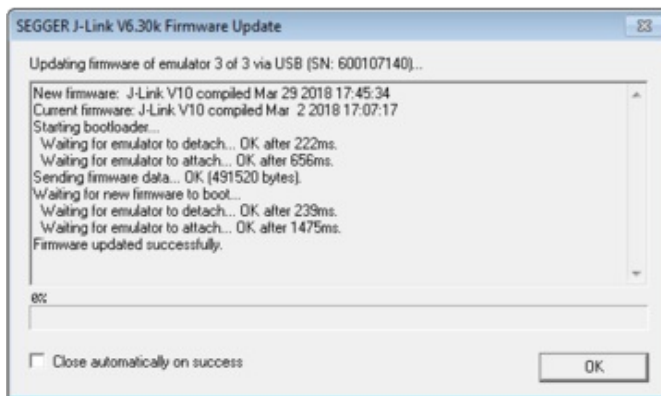 SEGGER J-Link V6.30k Firmware Update
Updating firmware of emulator 3 of 3 via USB (SN: 600107140)...
New firmware: J-Link V10 compiled Mar 29 2018 17:45:34
Current firmware: J-Link V10 compiled Mar 2 2018 17:07:17
Starting bootloader...
Waiting for emulator to detach... OK after 222ms.
Waiting for emulator to attach... OK after 656ms.
Sending firmware data... OK (491520 bytes).
Waiting for new firmware to boot...
Waiting for emulator to detach... OK after 239ms.
Waiting for emulator to attach... OK after 1475ms.
Firmware updated successfully.
0%
Close automatically on success
OK